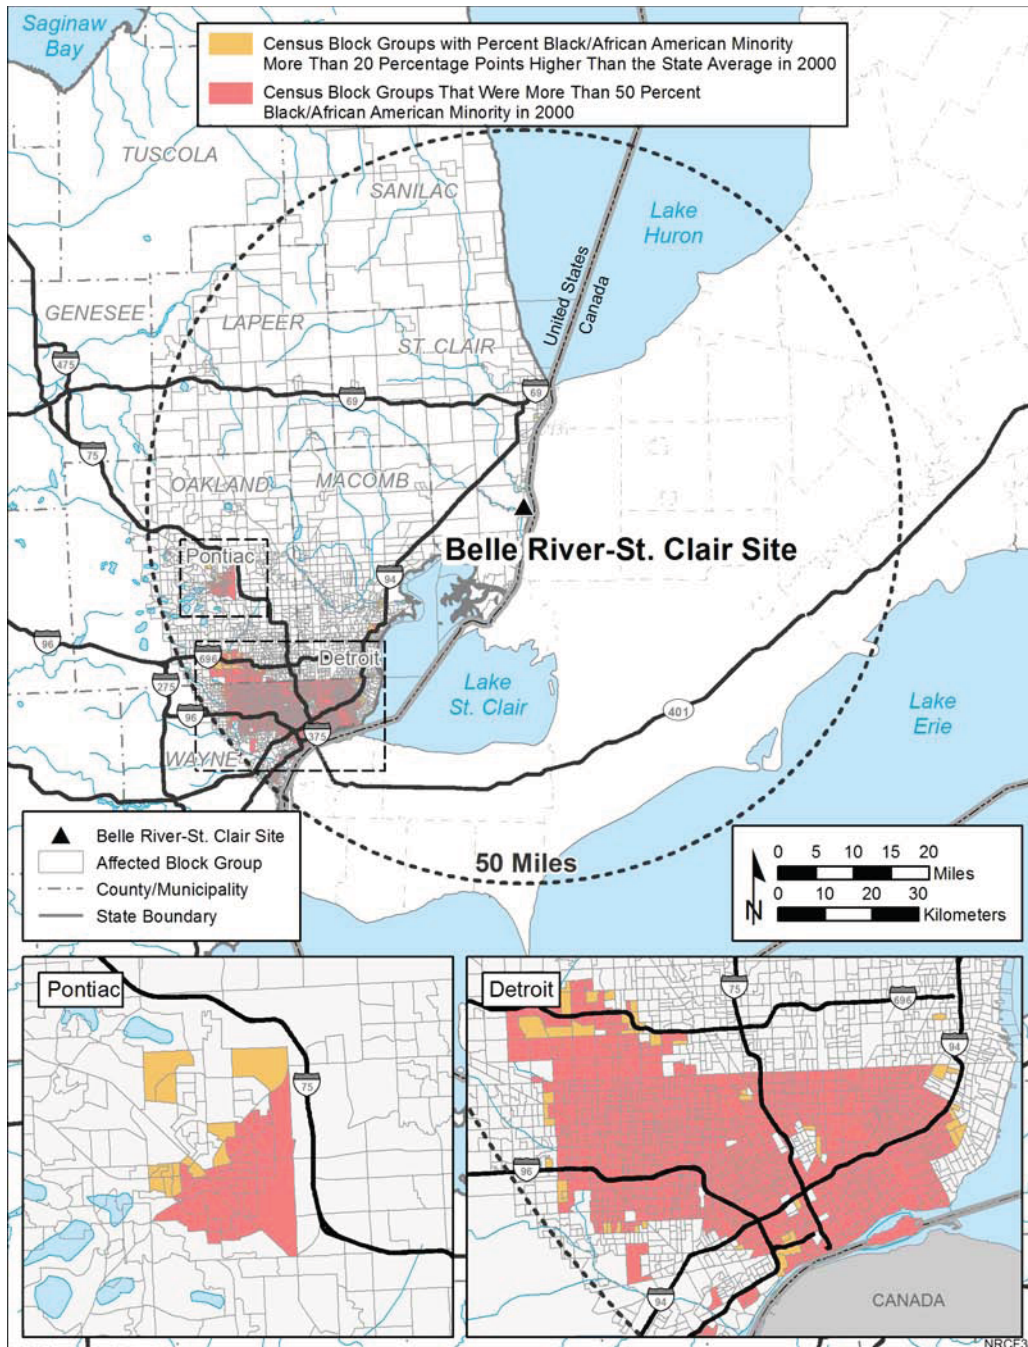 Saginaw
Bay
Census Block Groups with Percent Black/African American Minority
More Than 20 Percentage Points Higher Than the State Average in 2000
Census Block Groups That Were More Than 50 Percent
Black/African American Minority in 2000
TUSCOLA
SANILAC
Lake
Huron
GENESEE
LAPEER
ST. CLAIR
United States
Canada
475
69
69
75
OAKLAND
MACOMB
Belle River-St. Clair Site
Pontiac
94
96
696
Detroit
275
Lake
St. Clair
96
401
Lake
Erie
375
WAYNE
Belle River-St. Clair Site
Affected Block Group
County/Municipality
State Boundary
50 Miles
0 5 10 15 20
Miles
0 10 20 30
Kilometers
N
Pontiac
75
Detroit
75
696
94
96
94
CANADA
NRCF3